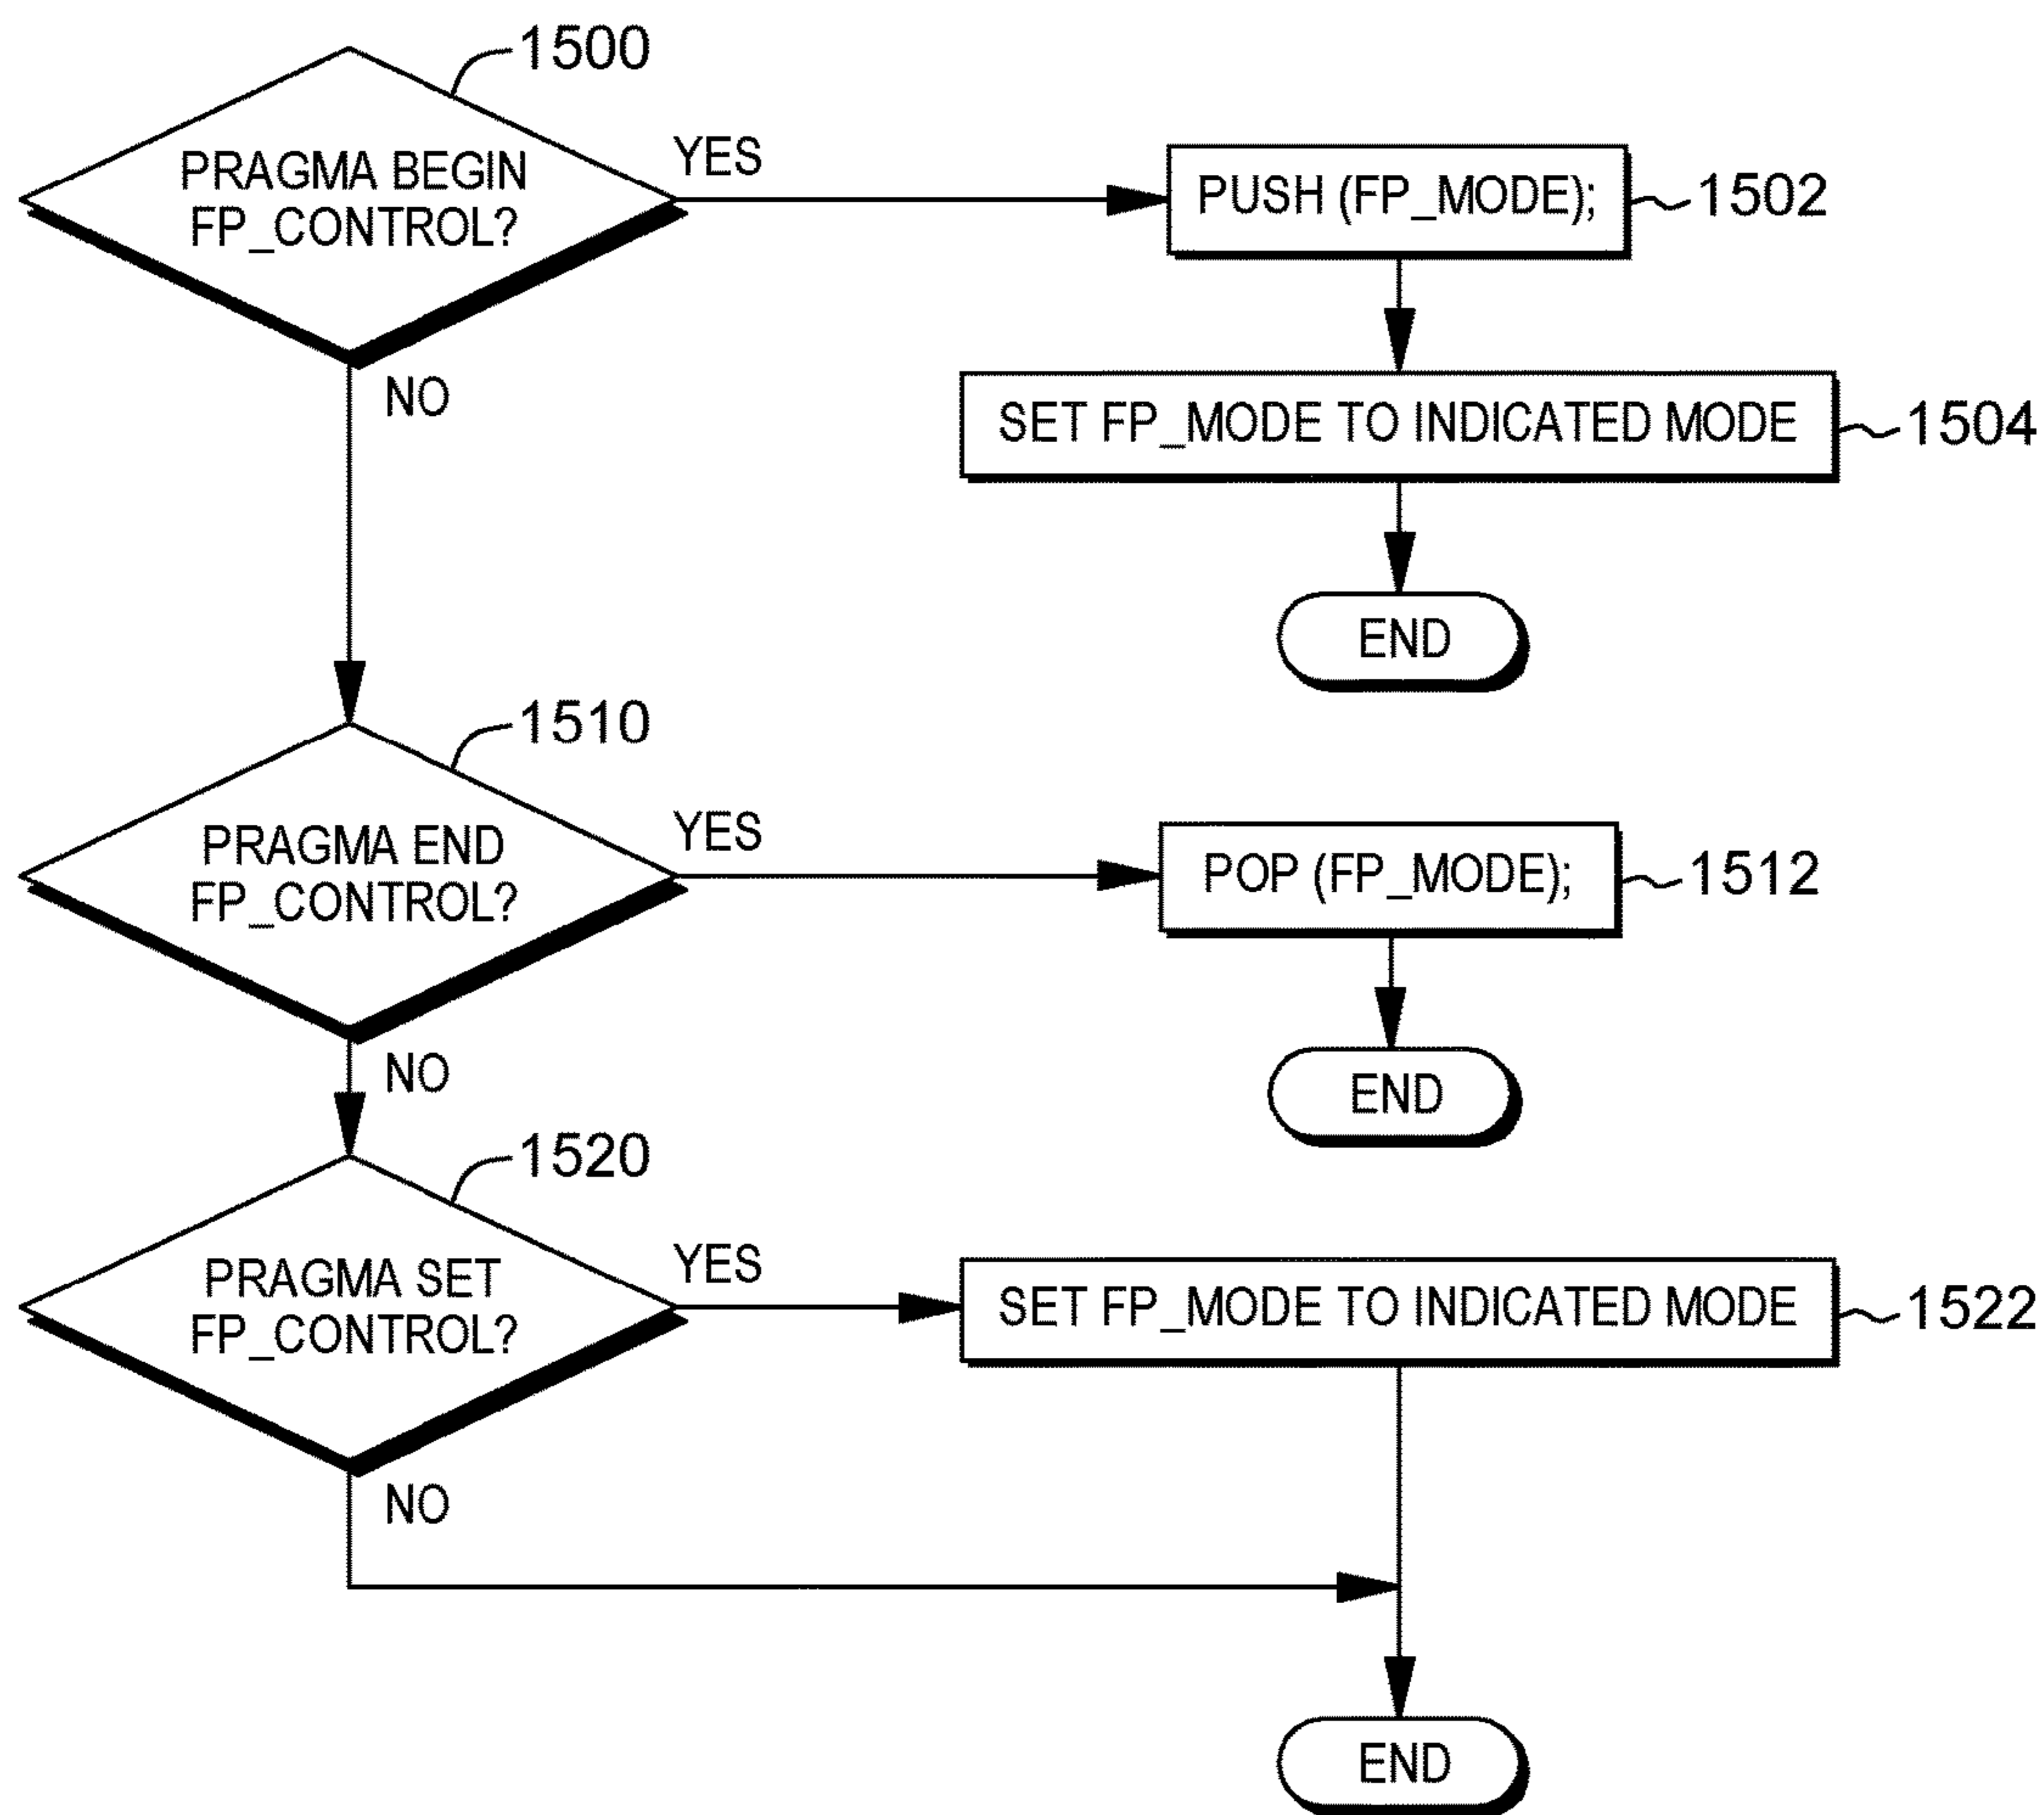 1500
PRAGMA BEGIN
FP_CONTROL?
YES
PUSH (FP_MODE);
1502
NO
SET FP_MODE TO INDICATED MODE
1504
END
1510
PRAGMA END
FP_CONTROL?
YES
POP (FP_MODE);
1512
NO
END
1520
PRAGMA SET
FP_CONTROL?
YES
SET FP_MODE TO INDICATED MODE
1522
NO
END